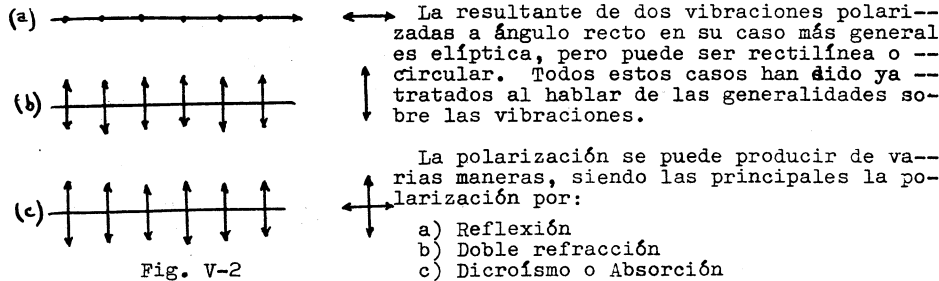 (a)
(b)
(c)
Fig. V-2
La resultante de dos vibraciones polari--
zadas a ángulo recto en su caso más general
es elíptica, pero puede ser rectilínea o --
circular. Todos estos casos han dido ya --
tratados al hablar de las generalidades so-
bre las vibraciones.
La polarización se puede producir de va--
rias maneras, siendo las principales la po-
larización por:
a) Reflexión
b) Doble refracción
c) Dicroísmo o Absorción